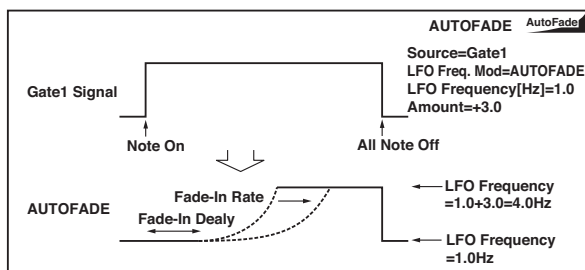 AUTOFADE
AutoFade
Source=Gate1
LFO Freq. Mod=AUTOFADE
LFO Frequency[Hz]=1.0
Amount=+3.0
Gate1 Signal
Note On
All Note Off
AUTOFADE
Fade-In Rate
Fade-In Dealy
LFO Frequency
=1.0+3.0=4.0Hz
LFO Frequency
=1.0Hz